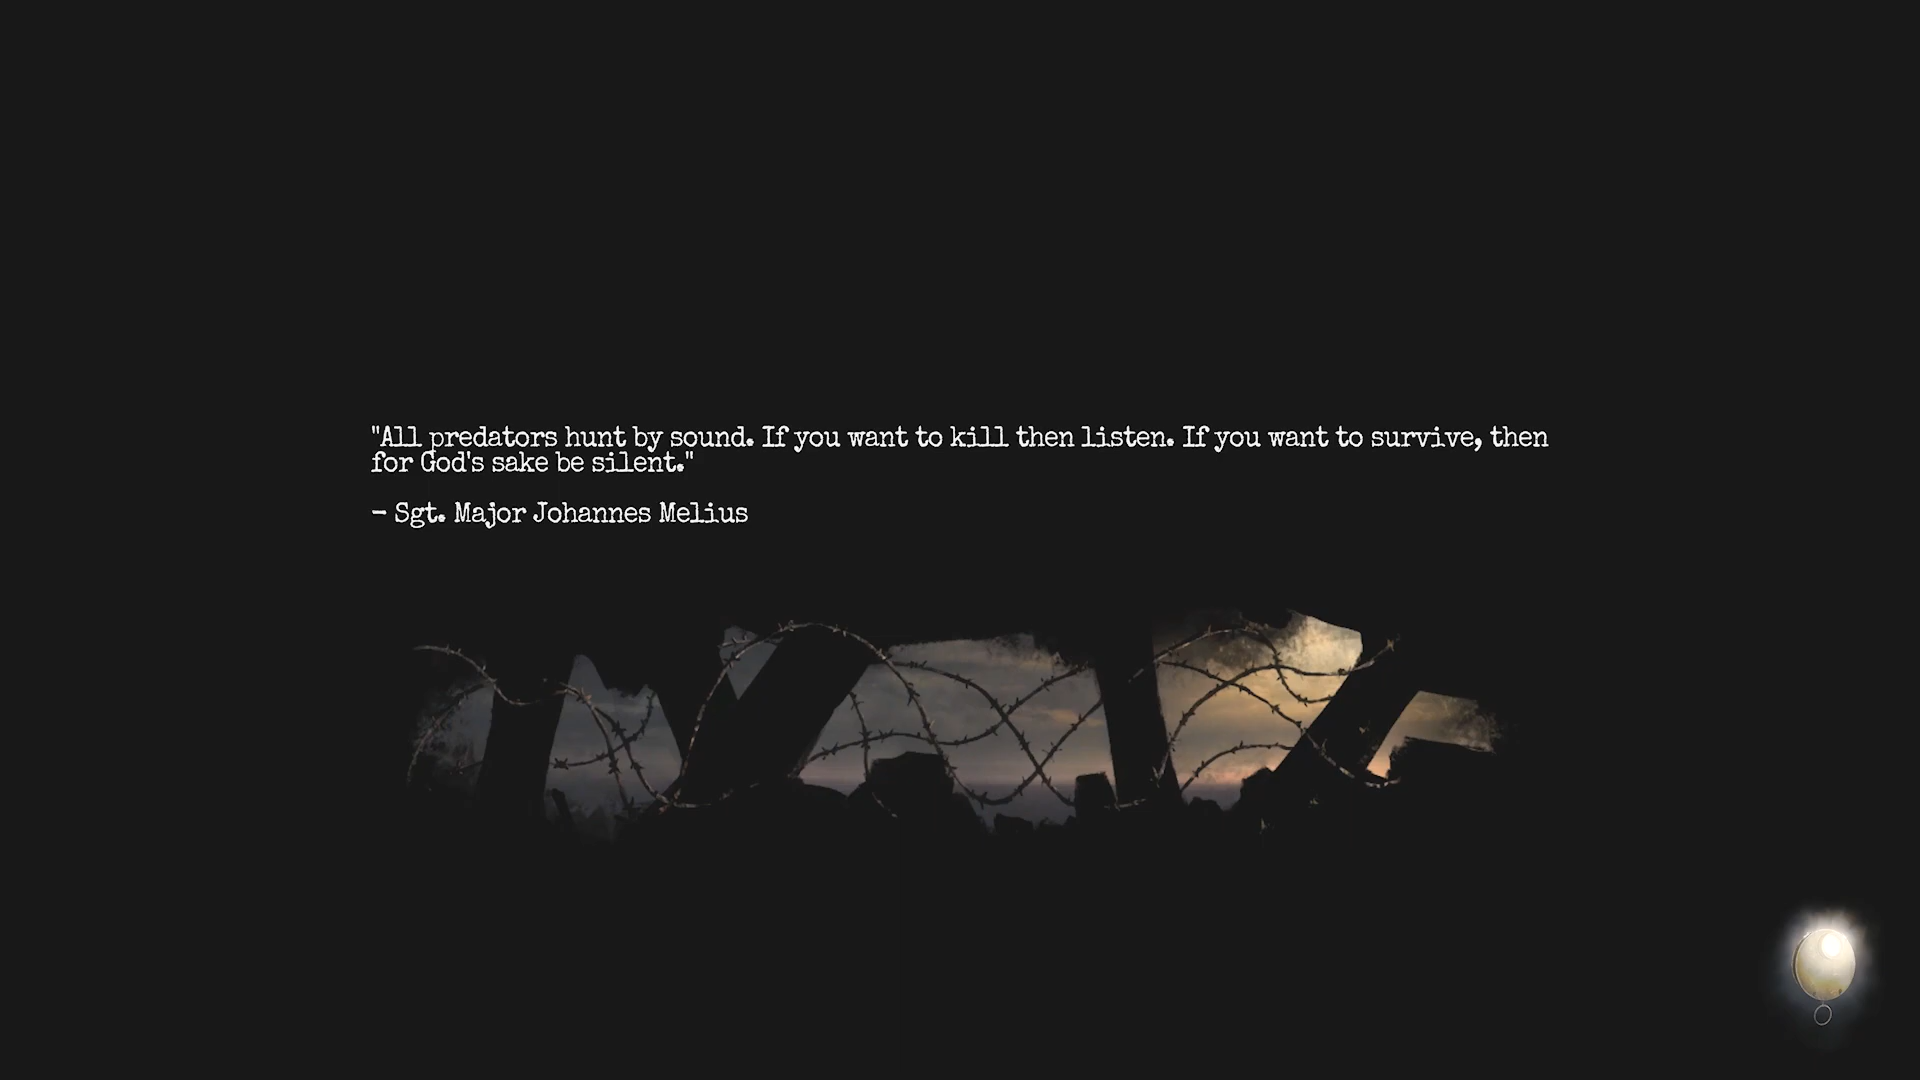 "All predators hunt by sound. If you want to kill then listen. If you want to survive, then
for God's sake be silent."
- Sgt. Major Johannes Melius